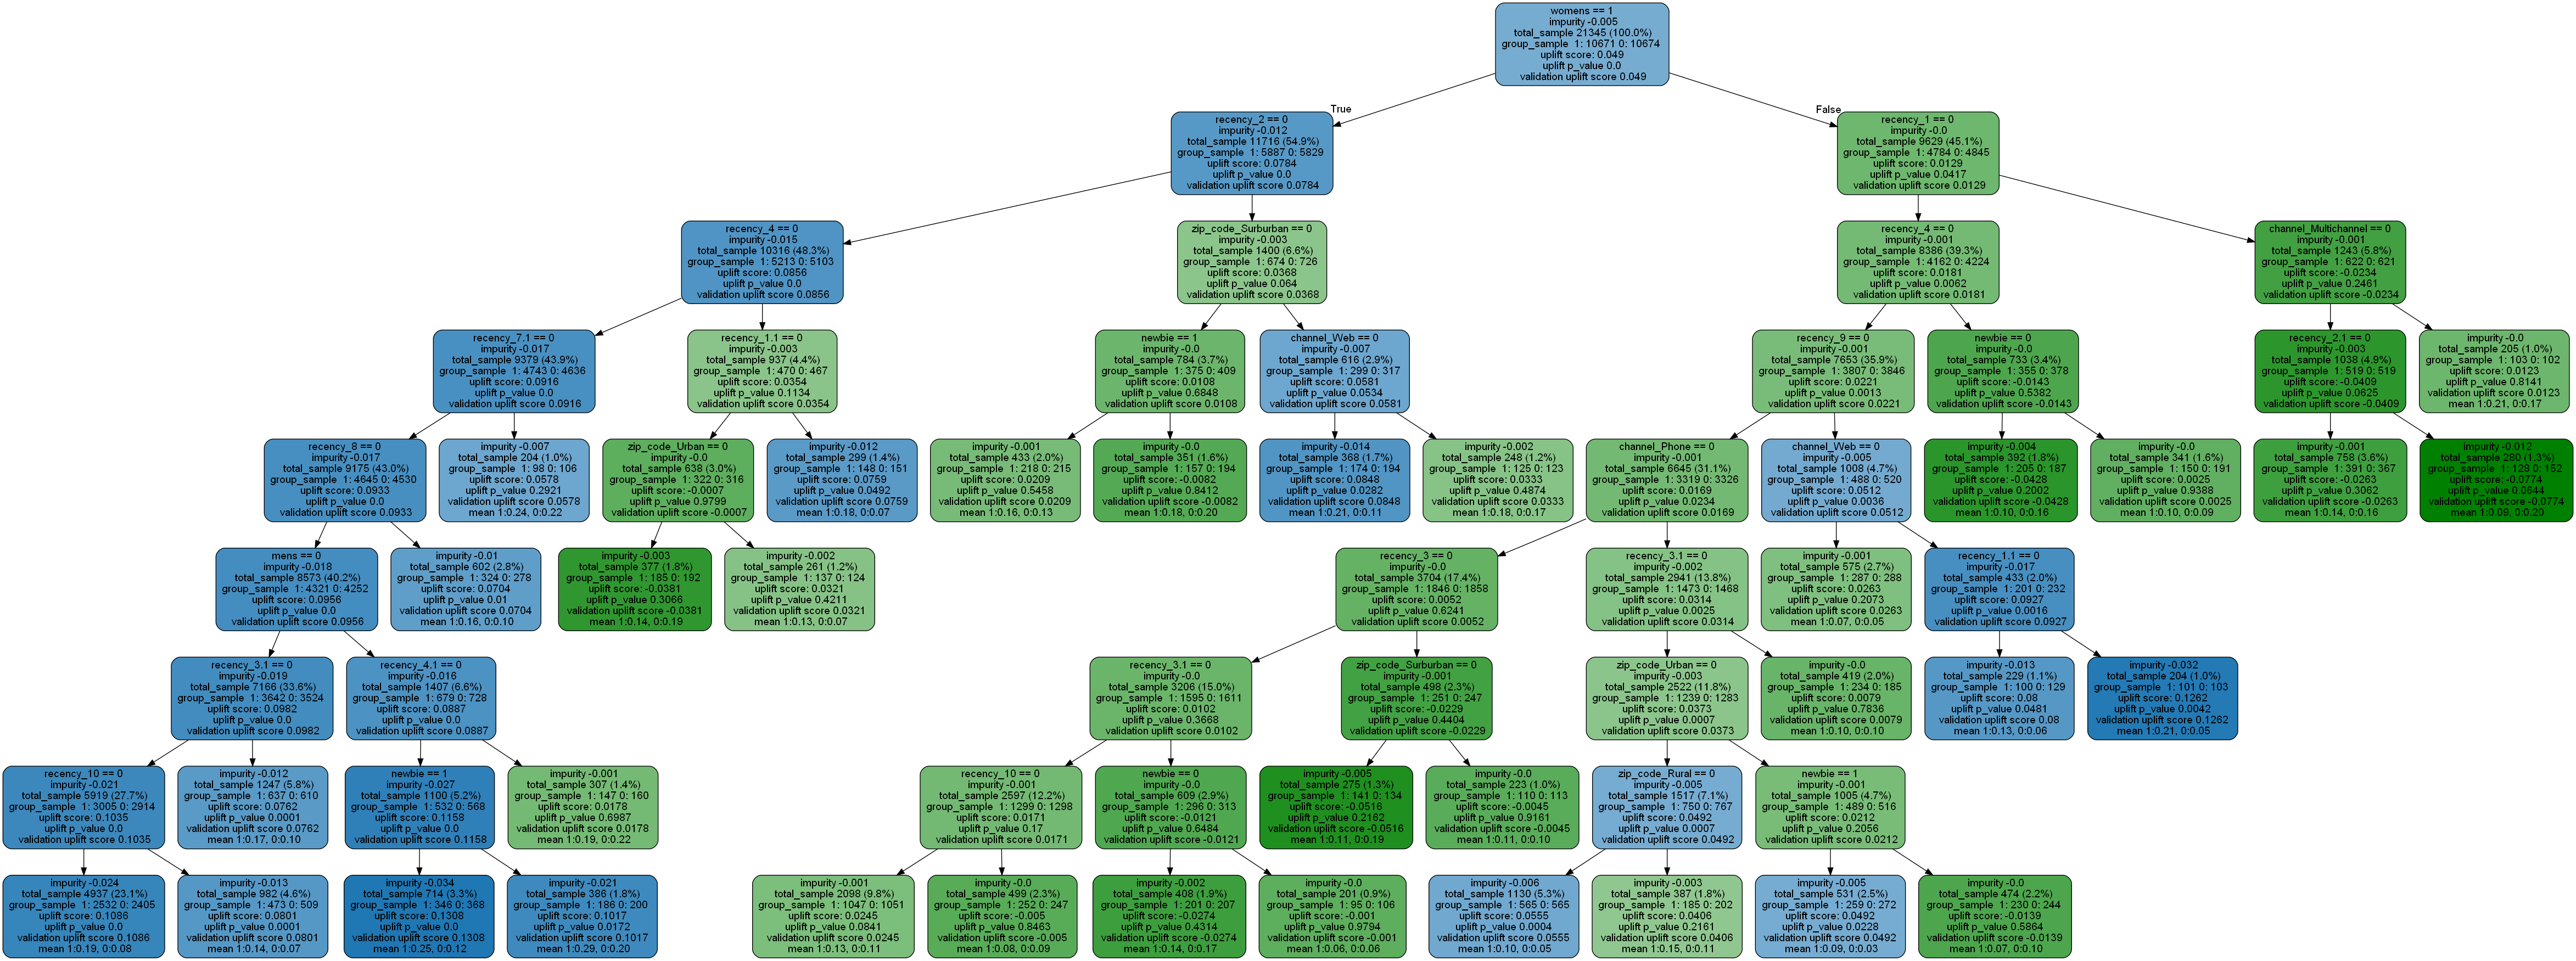 womens == 1
impurity -0.005
total_sample 21345 (100.0%)
group_sample 1: 10671 0: 10674
uplift score: 0.049
uplift p_value 0.0
validation uplift score 0.049
True
False
recency_2 == 0
impurity -0.012
total_sample 11716 (54.9%)
group_sample 1: 5887 0: 5829
uplift score: 0.0784
uplift p_value 0.0
validation uplift score 0.0784
recency_1 == 0
impurity -0.0
total_sample 9629 (45.1%)
group_sample 1: 4784 0: 4845
uplift score: 0.0129
uplift p_value 0.0417
validation uplift score 0.0129
recency_4 == 0
impurity -0.015
total_sample 10316 (48.3%)
group_sample 1: 5213 0: 5103
uplift score: 0.0856
uplift p_value 0.0
validation uplift score 0.0856
zip_code_Surburban == 0
impurity -0.003
total_sample 1400 (6.6%)
group_sample 1: 674 0: 726
uplift score: 0.0368
uplift p_value 0.064
validation uplift score 0.0368
recency_4 == 0
impurity -0.001
total_sample 8386 (39.3%)
group_sample 1: 4162 0: 4224
uplift score: 0.0181
uplift p_value 0.0062
validation uplift score 0.0181
channel_Multichannel == 0
impurity -0.001
total_sample 1243 (5.8%)
group_sample 1: 622 0: 621
uplift score: -0.0234
uplift p_value 0.2461
validation uplift score -0.0234
recency_7.1 == 0
impurity -0.017
total_sample 9379 (43.9%)
group_sample 1: 4743 0: 4636
uplift score: 0.0916
uplift p_value 0.0
validation uplift score 0.0916
recency_1.1 == 0
impurity -0.003
total_sample 937 (4.4%)
group_sample 1: 470 0: 467
uplift score: 0.0354
uplift p_value 0.1134
validation uplift score 0.0354
newbie == 1
impurity -0.0
total_sample 784 (3.7%)
group_sample 1: 375 0: 409
uplift score: 0.0108
uplift p_value 0.6848
validation uplift score 0.0108
channel_Web == 0
impurity -0.007
total_sample 616 (2.9%)
group_sample 1: 299 0: 317
uplift score: 0.0581
uplift p_value 0.0534
validation uplift score 0.0581
recency_9 == 0
impurity -0.001
total_sample 7653 (35.9%)
group_sample 1: 3807 0: 3846
uplift score: 0.0221
uplift p_value 0.0013
validation uplift score 0.0221
newbie == 0
impurity -0.0
total_sample 733 (3.4%)
group_sample 1: 355 0: 378
uplift score: -0.0143
uplift p_value 0.5382
validation uplift score -0.0143
recency_2.1 == 0
impurity -0.003
total_sample 1038 (4.9%)
group_sample 1: 519 0: 519
uplift score: -0.0409
uplift p_value 0.0625
validation uplift score -0.0409
impurity -0.0
total_sample 205 (1.0%)
group_sample 1: 103 0: 102
uplift score: 0.0123
uplift p_value 0.8141
validation uplift score 0.0123
mean 1:0.21, 0:0.17
recency_8 == 0
impurity -0.017
total_sample 9175 (43.0%)
group_sample 1: 4645 0: 4530
uplift score: 0.0933
uplift p_value 0.0
validation uplift score 0.0933
impurity -0.007
total_sample 204 (1.0%)
group_sample 1: 98 0: 106
uplift score: 0.0578
uplift p_value 0.2921
validation uplift score 0.0578
mean 1:0.24, 0:0.22
zip_code_Urban == 0
impurity -0.0
total_sample 638 (3.0%)
group_sample 1: 322 0: 316
uplift score: -0.0007
uplift p_value 0.9799
validation uplift score -0.0007
impurity -0.012
total_sample 299 (1.4%)
group_sample 1: 148 0: 151
uplift score: 0.0759
uplift p_value 0.0492
validation uplift score 0.0759
mean 1:0.18, 0:0.07
impurity -0.001
total_sample 433 (2.0%)
group_sample 1: 218 0: 215
uplift score: 0.0209
uplift p_value 0.5458
validation uplift score 0.0209
mean 1:0.16, 0:0.13
impurity -0.0
total_sample 351 (1.6%)
group_sample 1: 157 0: 194
uplift score: -0.0082
uplift p_value 0.8412
validation uplift score -0.0082
mean 1:0.18, 0:0.20
impurity -0.014
total_sample 368 (1.7%)
group_sample 1: 174 0: 194
uplift score: 0.0848
uplift p_value 0.0282
validation uplift score 0.0848
mean 1:0.21, 0:0.11
impurity -0.002
total_sample 248 (1.2%)
group_sample 1: 125 0: 123
uplift score: 0.0333
uplift p_value 0.4874
validation uplift score 0.0333
mean 1:0.18, 0:0.17
channel_Phone == 0
impurity -0.001
total_sample 6645 (31.1%)
group_sample 1: 3319 0: 3326
uplift score: 0.0169
uplift p_value 0.0234
validation uplift score 0.0169
channel_Web == 0
impurity -0.005
total_sample 1008 (4.7%)
group_sample 1: 488 0: 520
uplift score: 0.0512
uplift p_value 0.0036
validation uplift score 0.0512
impurity -0.004
total_sample 392 (1.8%)
group_sample 1: 205 0: 187
uplift score: -0.0428
uplift p_value 0.2002
validation uplift score -0.0428
mean 1:0.10, 0:0.16
impurity -0.0
total_sample 341 (1.6%)
group_sample 1: 150 0: 191
uplift score: 0.0025
uplift p_value 0.9388
validation uplift score 0.0025
mean 1:0.10, 0:0.09
impurity -0.001
total_sample 758 (3.6%)
group_sample 1: 391 0: 367
uplift score: -0.0263
uplift p_value 0.3062
validation uplift score -0.0263
mean 1:0.14, 0:0.16
impurity -0.012
total_sample 280 (1.3%)
group_sample 1: 128 0: 152
uplift score: -0.0774
uplift p_value 0.0644
validation uplift score -0.0774
mean 1:0.09, 0:0.20
mens == 0
impurity -0.018
total_sample 8573 (40.2%)
group_sample 1: 4321 0: 4252
uplift score: 0.0956
uplift p_value 0.0
validation uplift score 0.0956
impurity -0.01
total_sample 602 (2.8%)
group_sample 1: 324 0: 278
uplift score: 0.0704
uplift p_value 0.01
validation uplift score 0.0704
mean 1:0.16, 0:0.10
impurity -0.003
total_sample 377 (1.8%)
group_sample 1: 185 0: 192
uplift score: -0.0381
uplift p_value 0.3066
validation uplift score -0.0381
mean 1:0.14, 0:0.19
impurity -0.002
total_sample 261 (1.2%)
group_sample 1: 137 0: 124
uplift score: 0.0321
uplift p_value 0.4211
validation uplift score 0.0321
mean 1:0.13, 0:0.07
recency_3 == 0
impurity -0.0
total_sample 3704 (17.4%)
group_sample 1: 1846 0: 1858
uplift score: 0.0052
uplift p_value 0.6241
validation uplift score 0.0052
recency_3.1 == 0
impurity -0.002
total_sample 2941 (13.8%)
group_sample 1: 1473 0: 1468
uplift score: 0.0314
uplift p_value 0.0025
validation uplift score 0.0314
impurity -0.001
total_sample 575 (2.7%)
group_sample 1: 287 0: 288
uplift score: 0.0263
uplift p_value 0.2073
validation uplift score 0.0263
mean 1:0.07, 0:0.05
recency_1.1 == 0
impurity -0.017
total_sample 433 (2.0%)
group_sample 1: 201 0: 232
uplift score: 0.0927
uplift p_value 0.0016
validation uplift score 0.0927
recency_3.1 == 0
impurity -0.019
total_sample 7166 (33.6%)
group_sample 1: 3642 0: 3524
uplift score: 0.0982
uplift p_value 0.0
validation uplift score 0.0982
recency_4.1 == 0
impurity -0.016
total_sample 1407 (6.6%)
group_sample 1: 679 0: 728
uplift score: 0.0887
uplift p_value 0.0
validation uplift score 0.0887
recency_3.1 == 0
impurity -0.0
total_sample 3206 (15.0%)
group_sample 1: 1595 0: 1611
uplift score: 0.0102
uplift p_value 0.3668
validation uplift score 0.0102
zip_code_Surburban == 0
impurity -0.001
total_sample 498 (2.3%)
group_sample 1: 251 0: 247
uplift score: -0.0229
uplift p_value 0.4404
validation uplift score -0.0229
zip_code_Urban == 0
impurity -0.003
total_sample 2522 (11.8%)
group_sample 1: 1239 0: 1283
uplift score: 0.0373
uplift p_value 0.0007
validation uplift score 0.0373
impurity -0.0
total_sample 419 (2.0%)
group_sample 1: 234 0: 185
uplift score: 0.0079
uplift p_value 0.7836
validation uplift score 0.0079
mean 1:0.10, 0:0.10
impurity -0.013
total_sample 229 (1.1%)
group_sample 1: 100 0: 129
uplift score: 0.08
uplift p_value 0.0481
validation uplift score 0.08
mean 1:0.13, 0:0.06
impurity -0.032
total_sample 204 (1.0%)
group_sample 1: 101 0: 103
uplift score: 0.1262
uplift p_value 0.0042
validation uplift score 0.1262
mean 1:0.21, 0:0.05
recency_10 == 0
impurity -0.021
total_sample 5919 (27.7%)
group_sample 1: 3005 0: 2914
uplift score: 0.1035
uplift p_value 0.0
validation uplift score 0.1035
impurity -0.012
total_sample 1247 (5.8%)
group_sample 1: 637 0: 610
uplift score: 0.0762
uplift p_value 0.0001
validation uplift score 0.0762
mean 1:0.17, 0:0.10
newbie == 1
impurity -0.027
total_sample 1100 (5.2%)
group_sample 1: 532 0: 568
uplift score: 0.1158
uplift p_value 0.0
validation uplift score 0.1158
impurity -0.001
total_sample 307 (1.4%)
group_sample 1: 147 0: 160
uplift score: 0.0178
uplift p_value 0.6987
validation uplift score 0.0178
mean 1:0.19, 0:0.22
recency_10 == 0
impurity -0.001
total_sample 2597 (12.2%)
group_sample 1: 1299 0: 1298
uplift score: 0.0171
uplift p_value 0.17
validation uplift score 0.0171
newbie == 0
impurity -0.0
total_sample 609 (2.9%)
group_sample 1: 296 0: 313
uplift score: -0.0121
uplift p_value 0.6484
validation uplift score -0.0121
impurity -0.005
total_sample 275 (1.3%)
group_sample 1: 141 0: 134
uplift score: -0.0516
uplift p_value 0.2162
validation uplift score -0.0516
mean 1:0.11, 0:0.19
impurity -0.0
total_sample 223 (1.0%)
group_sample 1: 110 0: 113
uplift score: -0.0045
uplift p_value 0.9161
validation uplift score -0.0045
mean 1:0.11, 0:0.10
zip_code_Rural == 0
impurity -0.005
total_sample 1517 (7.1%)
group_sample 1: 750 0: 767
uplift score: 0.0492
uplift p_value 0.0007
validation uplift score 0.0492
newbie == 1
impurity -0.001
total_sample 1005 (4.7%)
group_sample 1: 489 0: 516
uplift score: 0.0212
uplift p_value 0.2056
validation uplift score 0.0212
impurity -0.024
total_sample 4937 (23.1%)
group_sample 1: 2532 0: 2405
uplift score: 0.1086
uplift p_value 0.0
validation uplift score 0.1086
mean 1:0.19, 0:0.08
impurity -0.013
total_sample 982 (4.6%)
group_sample 1: 473 0: 509
uplift score: 0.0801
uplift p_value 0.0001
validation uplift score 0.0801
mean 1:0.14, 0:0.07
impurity -0.034
total_sample 714 (3.3%)
group_sample 1: 346 0: 368
uplift score: 0.1308
uplift p_value 0.0
validation uplift score 0.1308
mean 1:0.25, 0:0.12
impurity -0.021
total_sample 386 (1.8%)
group_sample 1: 186 0: 200
uplift score: 0.1017
uplift p_value 0.0172
validation uplift score 0.1017
mean 1:0.29, 0:0.20
impurity -0.001
total_sample 2098 (9.8%)
group_sample 1: 1047 0: 1051
uplift score: 0.0245
uplift p_value 0.0841
validation uplift score 0.0245
mean 1:0.13, 0:0.11
impurity -0.0
total_sample 499 (2.3%)
group_sample 1: 252 0: 247
uplift score: -0.005
uplift p_value 0.8463
validation uplift score -0.005
mean 1:0.08, 0:0.09
impurity -0.002
total_sample 408 (1.9%)
group_sample 1: 201 0: 207
uplift score: -0.0274
uplift p_value 0.4314
validation uplift score -0.0274
mean 1:0.14, 0:0.17
impurity -0.0
total_sample 201 (0.9%)
group_sample 1: 95 0: 106
uplift score: -0.001
uplift p_value 0.9794
validation uplift score -0.001
mean 1:0.06, 0:0.06
impurity -0.006
total_sample 1130 (5.3%)
group_sample 1: 565 0: 565
uplift score: 0.0555
uplift p_value 0.0004
validation uplift score 0.0555
mean 1:0.10, 0:0.05
impurity -0.003
total_sample 387 (1.8%)
group_sample 1: 185 0: 202
uplift score: 0.0406
uplift p_value 0.2161
validation uplift score 0.0406
mean 1:0.15, 0:0.11
impurity -0.005
total_sample 531 (2.5%)
group_sample 1: 259 0: 272
uplift score: 0.0492
uplift p_value 0.0228
validation uplift score 0.0492
mean 1:0.09, 0:0.03
impurity -0.0
total_sample 474 (2.2%)
group_sample 1: 230 0: 244
uplift score: -0.0139
uplift p_value 0.5864
validation uplift score -0.0139
mean 1:0.07, 0:0.10